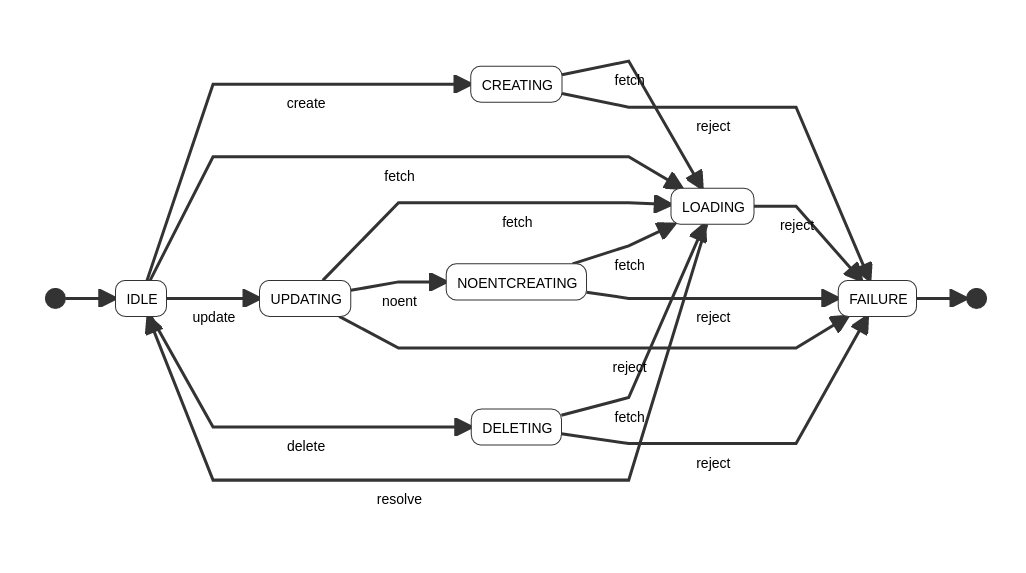 fetch
CREATING
create
reject
fetch
LOADING
fetch
reject
fetch
NOENTCREATING
IDLE
UPDATING
noent
FAILURE
update
reject
reject
fetch
DELETING
delete
reject
resolve